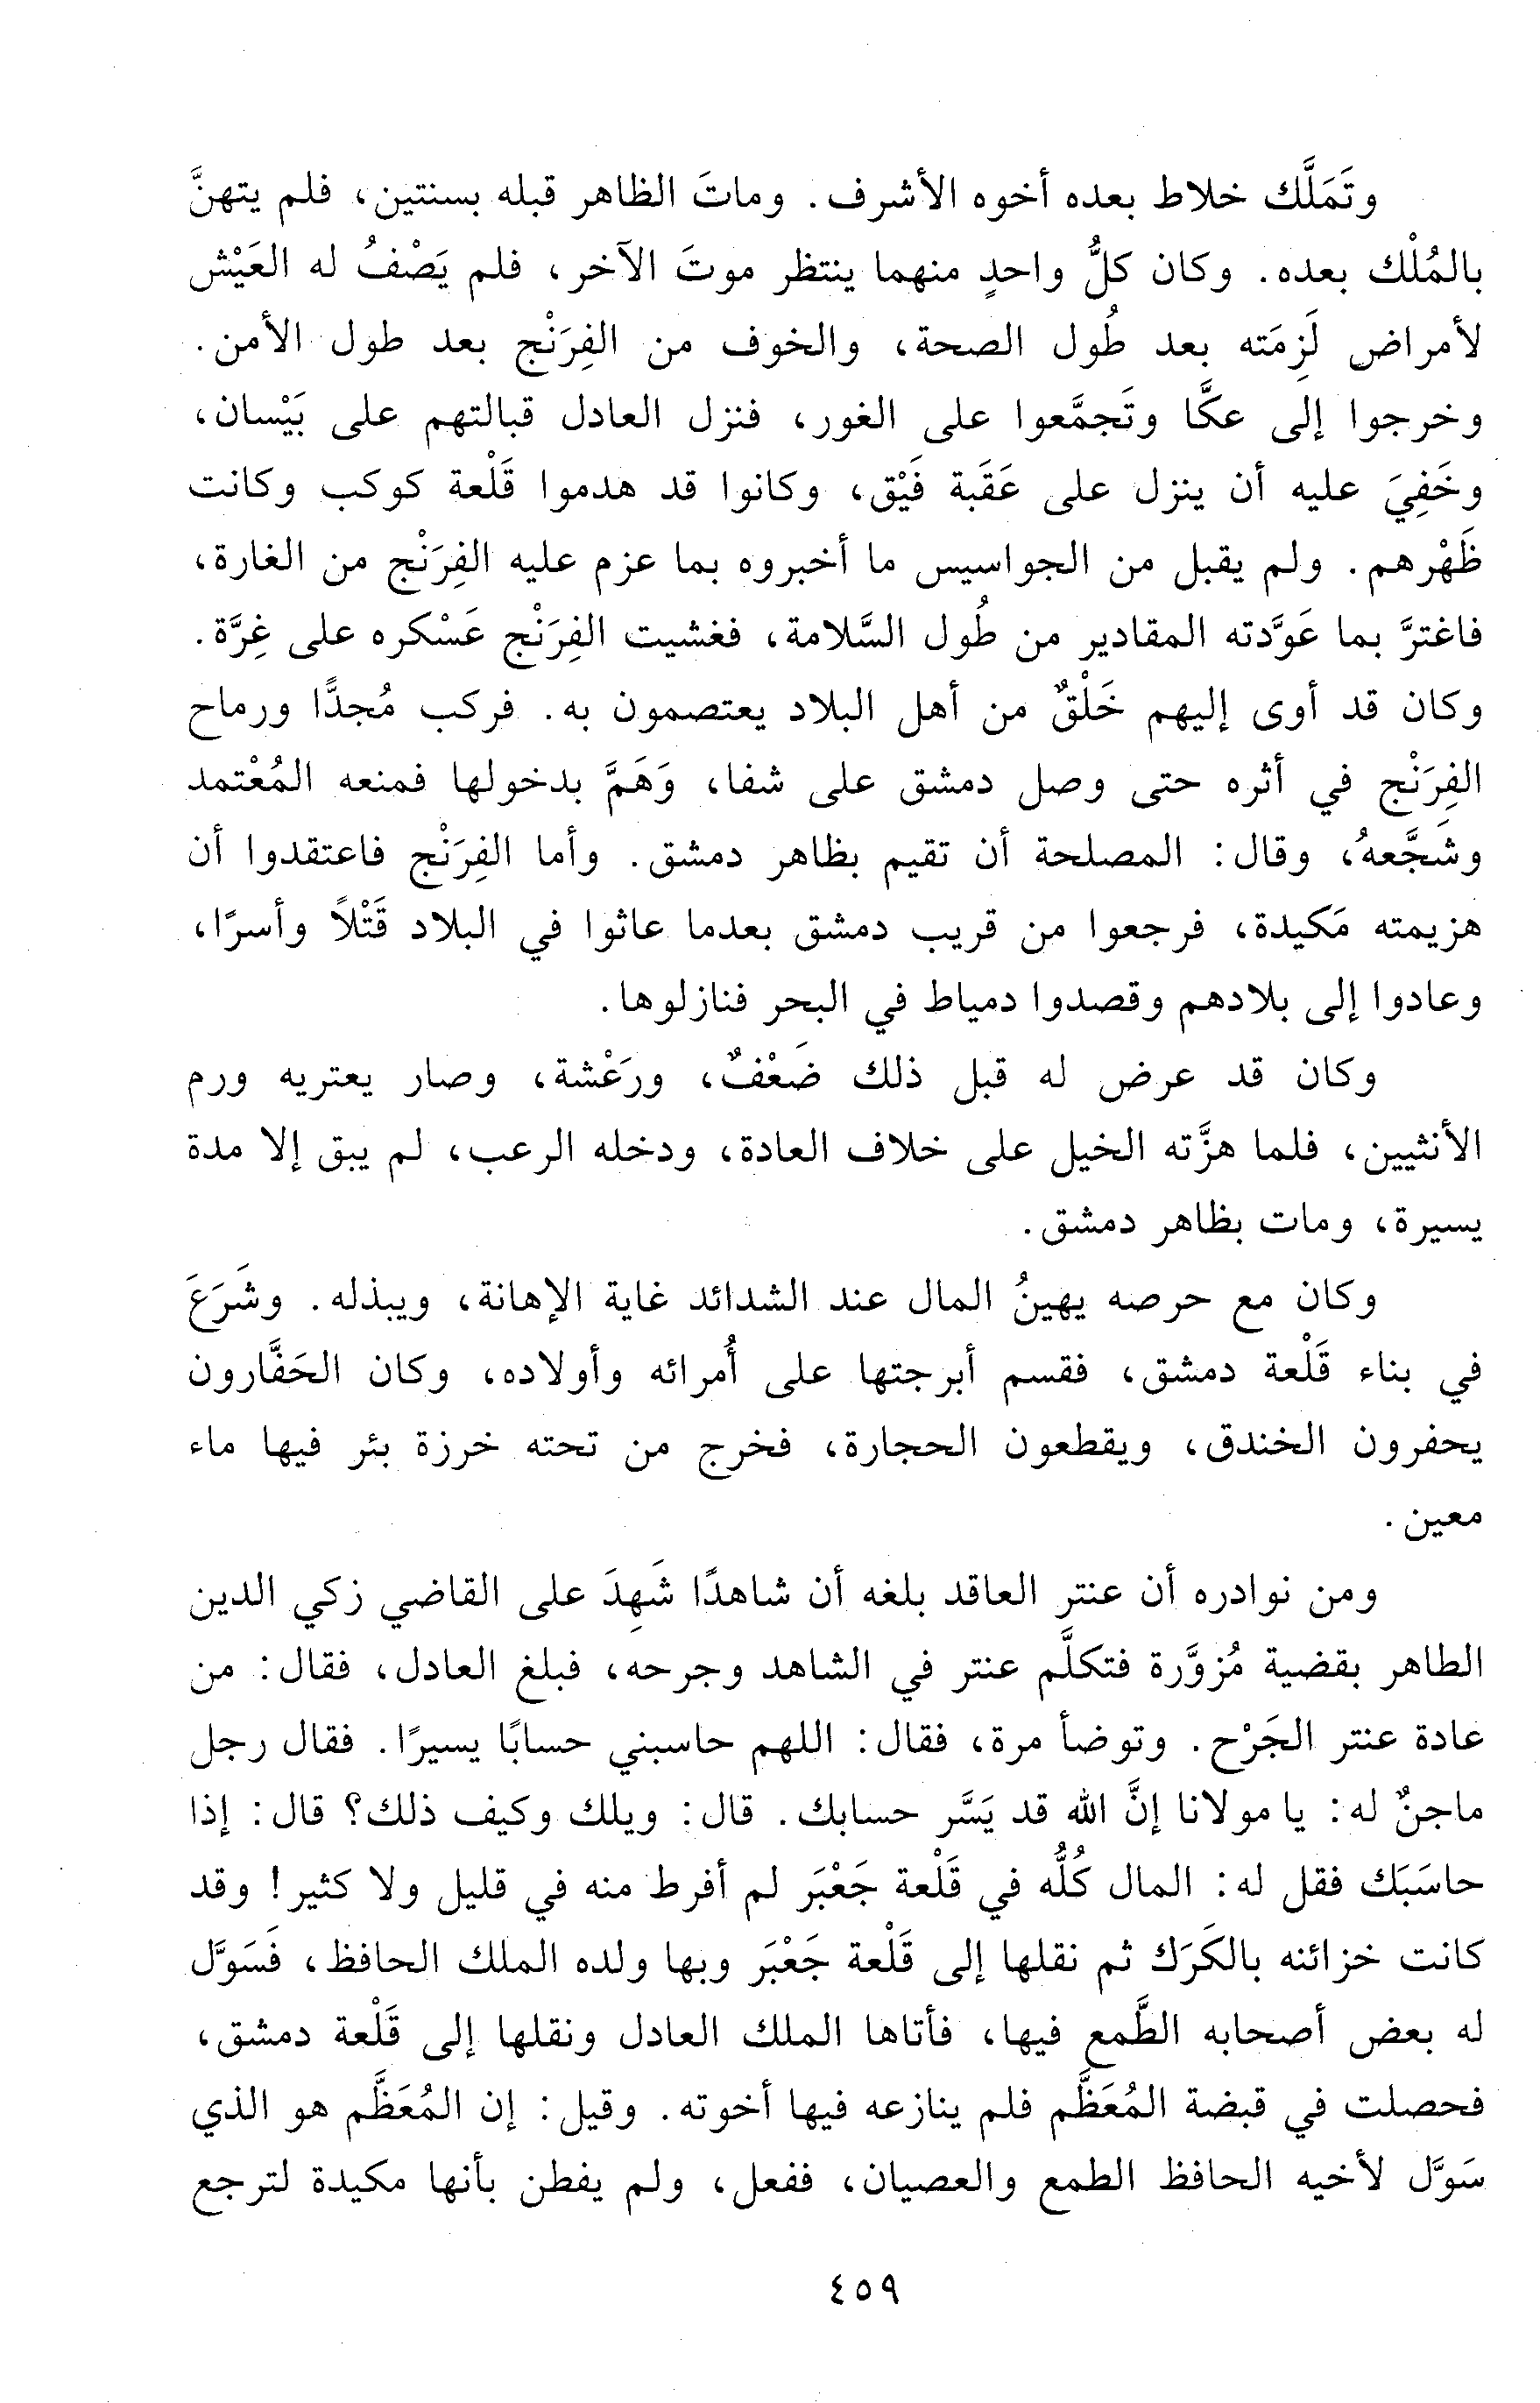 وتَمَلَّك خلاط بعده أخوه الأشرف. وماتَ الظاهر قبله بسنتين، فلم يتهنَّ
بالمُلْك بعده. وكان كلُّ واحدٍ منهما ينتظر موتَ الآخر، فلم يَصْفُ له العَيْش
لأمراضٍ لَزِمَته بعد طُول الصحة، والخوف من الفِرَنْج بعد طول الأمن.
وخرجوا إلى عكَّا وتَجمَّعوا على الغور، فنزل العادل قبالتهم على بَيْسان،
وخَفِيَ عليه أن ينزل على عَقَبة فَيْق، وكانوا قد هدموا قَلْعة كوكب وكانت
ظَهْرهم. ولم يقبل من الجواسيس ما أخبروه بما عزم عليه الفِرَنْج من الغارة،
فاغترَّ بما عَوَّدته المقادير من طُول السَّلامة، فغشيت الفِرَنْج عَسْكره على غِرَّة.
وكان قد أوى إليهم خَلْقٌ من أهل البلاد يعتصمون به. فركب مُجدًّا ورماح
الفِرَنْج في أثره حتى وصل دمشق على شفا، وَهَمَّ بدخولها فمنعه المُعْتمد
وشَجَّعهُ، وقال: المصلحة أن تقيم بظاهر دمشق. وأما الفِرَنْج فاعتقدوا أن
هزيمته مَكيدة، فرجعوا من قريب دمشق بعدما عاثوا في البلاد قَتْلاً وأسرًا،
وعادوا إلى بلادهم وقصدوا دمياط في البحر فنازلوها.
وكان قد عرض له قبل ذلك ضَعْفٌ، ورَعْشة، وصار يعتريه ورم
الأنثيين، فلما هزَّته الخيل على خلاف العادة، ودخله الرعب، لم يبق إلا مدة
يسيرة، ومات بظاهر دمشق.
وكان مع حرصه يهينُ المال عند الشدائد غاية الإهانة، ويبذله. وشَرَعَ
في بناء قَلْعة دمشق، فقسم أبرجتها على أُمرائه وأولاده، وكان الحَفَّارون
يحفرون الخندق، ويقطعون الحجارة، فخرج من تحته خرزة بئر فيها ماء
معين.
ومن نوادره أن عنتر العاقد بلغه أن شاهدًا شَهِدَ على القاضي زكي الدين
الطاهر بقضية مُزوَّرة فتكلَّم عنتر في الشاهد وجرحه، فبلغ العادل، فقال: من
عادة عنتر الجَرْح. وتوضأ مرة، فقال: اللهم حاسبني حسابًا يسيرًا. فقال رجل
ماجنٌ له: يا مولانا إنَّ الله قد يَسَّر حسابك. قال: ويلك وكيف ذلك؟ قال: إذا
حاسَبَك فقل له: المال كُلُّه في قَلْعة جَعْبَر لم أفرط منه في قليل ولا كثير! وقد
كانت خزائنه بالكَرَك ثم نقلها إلى قَلْعة جَعْبَر وبها ولده الملك الحافظ، فَسَوَّل
له بعض أصحابه الطَّمع فيها، فأتاها الملك العادل ونقلها إلى قَلْعة دمشق،
فحصلت في قبضة المُعَظَّم فلم ينازعه فيها أخوته. وقيل: إن المُعَظَّم هو الذي
سَوَّل لأخيه الحافظ الطمع والعصيان، ففعل، ولم يفطن بأنها مكيدة لترجع
٤٥٩